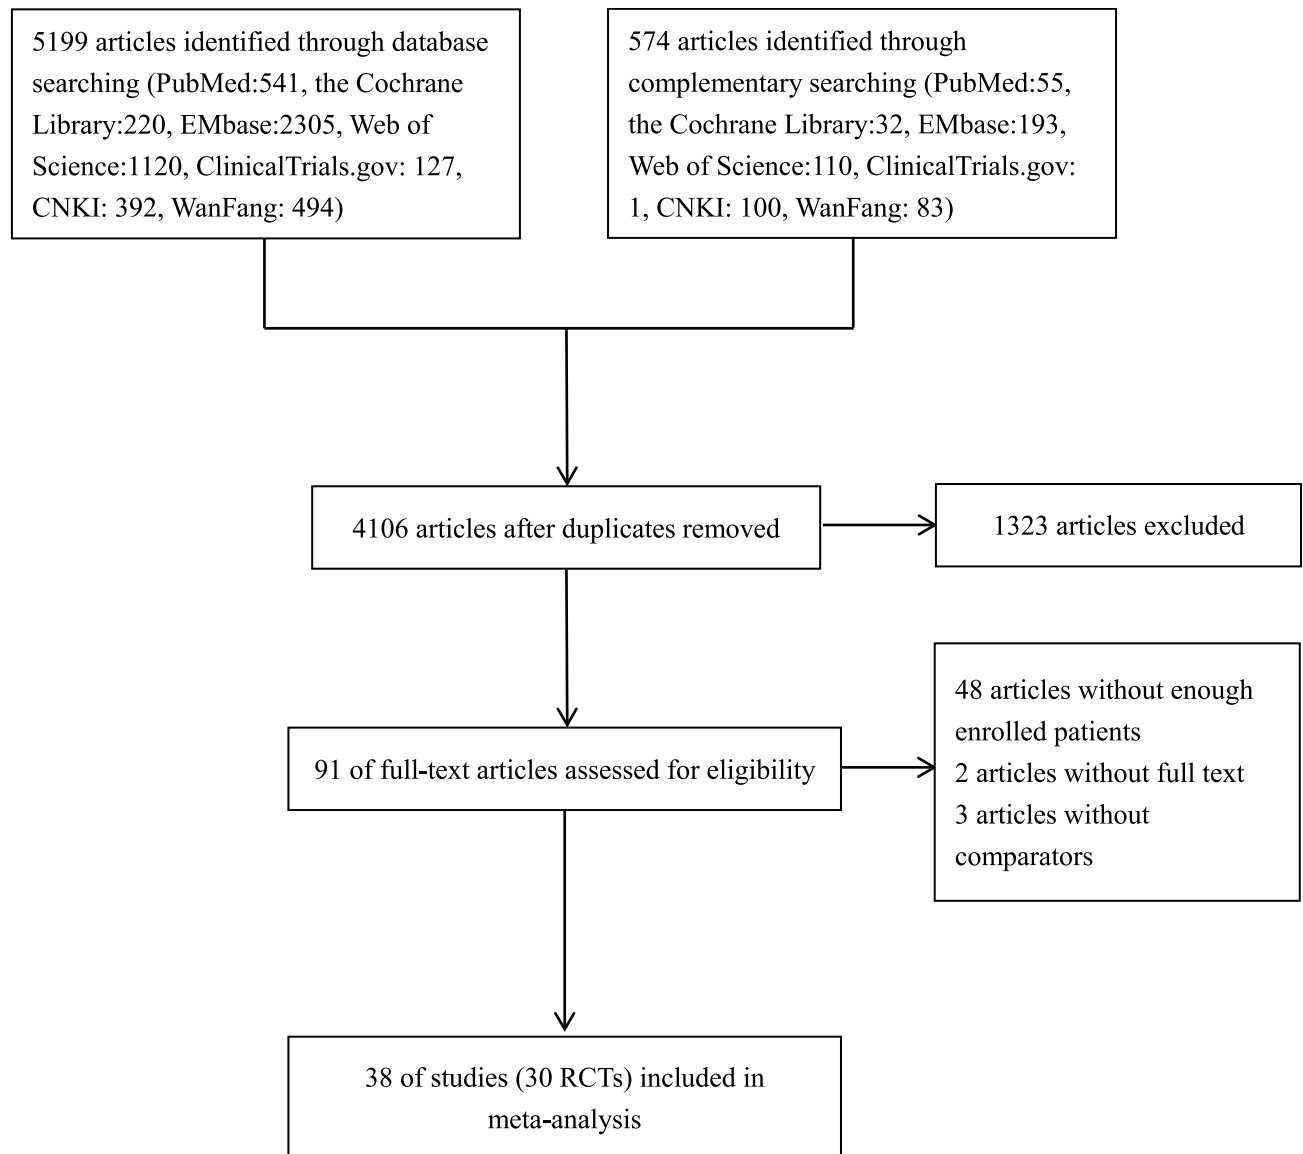 5199 articles identified through database
searching (PubMed:541, the Cochrane
Library:220, EMbase:2305, Web of
Science:1120, ClinicalTrials.gov: 127,
CNKI: 392, WanFang: 494)
574 articles identified through
complementary searching (PubMed:55,
the Cochrane Library:32, EMbase:193,
Web of Science:110, ClinicalTrials.gov:
1, CNKI: 100, WanFang: 83)
4106 articles after duplicates removed
1323 articles excluded
91 of full-text articles assessed for eligibility
48 articles without enough
enrolled patients
2 articles without full text
3 articles without
comparators
38 of studies (30 RCTs) included in
meta-analysis